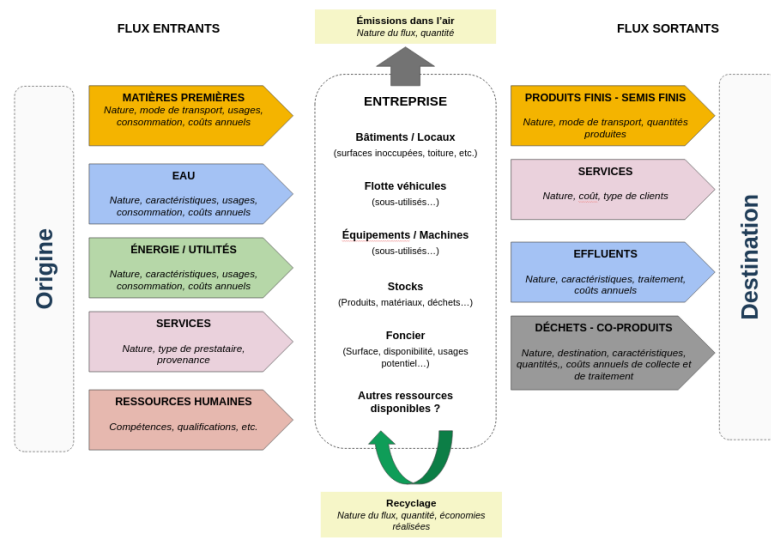 FLUX ENTRANTS
Émissions dans l'air
Nature du flux, quantité
FLUX SORTANTS
Origine
MATIÈRES PREMIÈRES
Nature, mode de transport, usages,
consommation, coûts annuels
EAU
Nature, caractéristiques, usages,
consommation, coûts annuels
ÉNERGIE / UTILITÉS
Nature, caractéristiques, usages,
consommation, coûts annuels
SERVICES
Nature, type de prestataire,
provenance
RESSOURCES HUMAINES
Compétences, qualifications, etc.
ENTREPRISE
Bâtiments / Locaux
(surfaces inoccupées, toiture, etc.)
Flotte véhicules
(sous-utilisés…)
Équipements / Machines
(sous-utilisés…)
Stocks
(Produits, matériaux, déchets…)
Foncier
(Surface, disponibilité, usages
potentiel…)
Autres ressources
disponibles ?
Recyclage
Nature du flux, quantité, économies
réalisées
PRODUITS FINIS - SEMIS FINIS
Nature, mode de transport, quantités
produites
SERVICES
Nature, coût, type de clients
EFFLUENTS
Nature, caractéristiques, traitement,
coûts annuels
DÉCHETS - CO-PRODUITS
Nature, destination, caractéristiques,
quantités,, coûts annuels de collecte et
de traitement
Destination